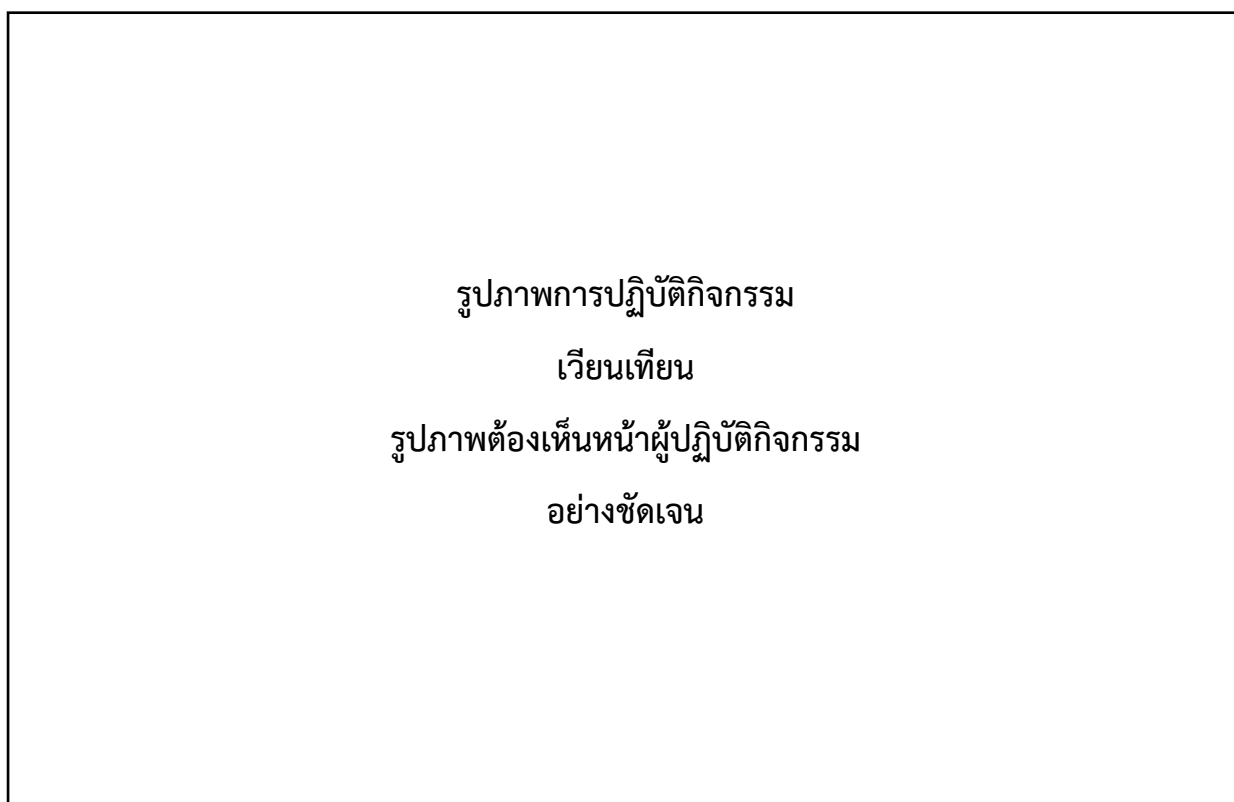 รูปภาพการปฏิบัติกิจกรรม
เวียนเทียน
รูปภาพต้องเห็นหน้าผู้ปฏิบัติกิจกรรม
อย่างชัดเจน